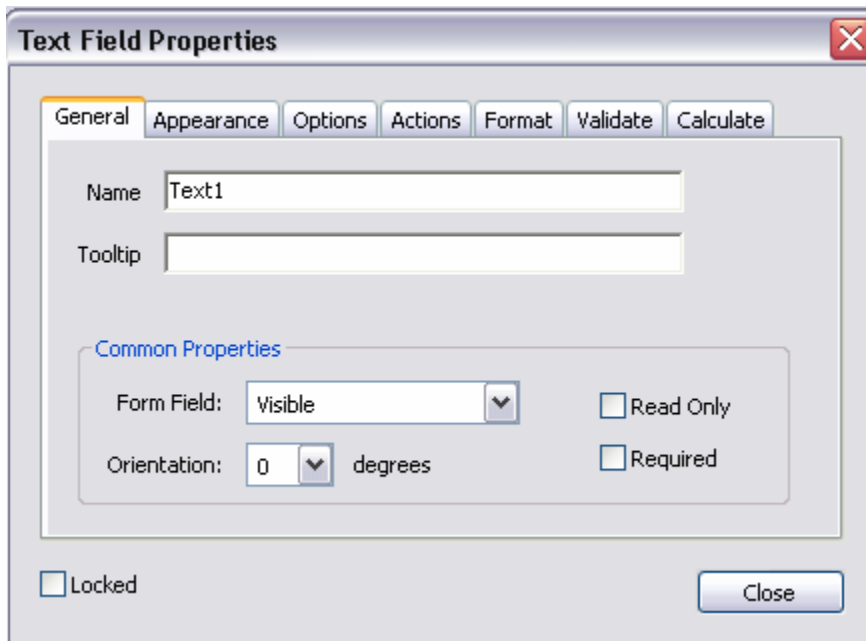 Text Field Properties
General Appearance Options Actions Format Validate Calculate
Name Text1
Tooltip
Common Properties
Form Field: Visible Read Only
Orientation: 0 degrees Required
Locked Close